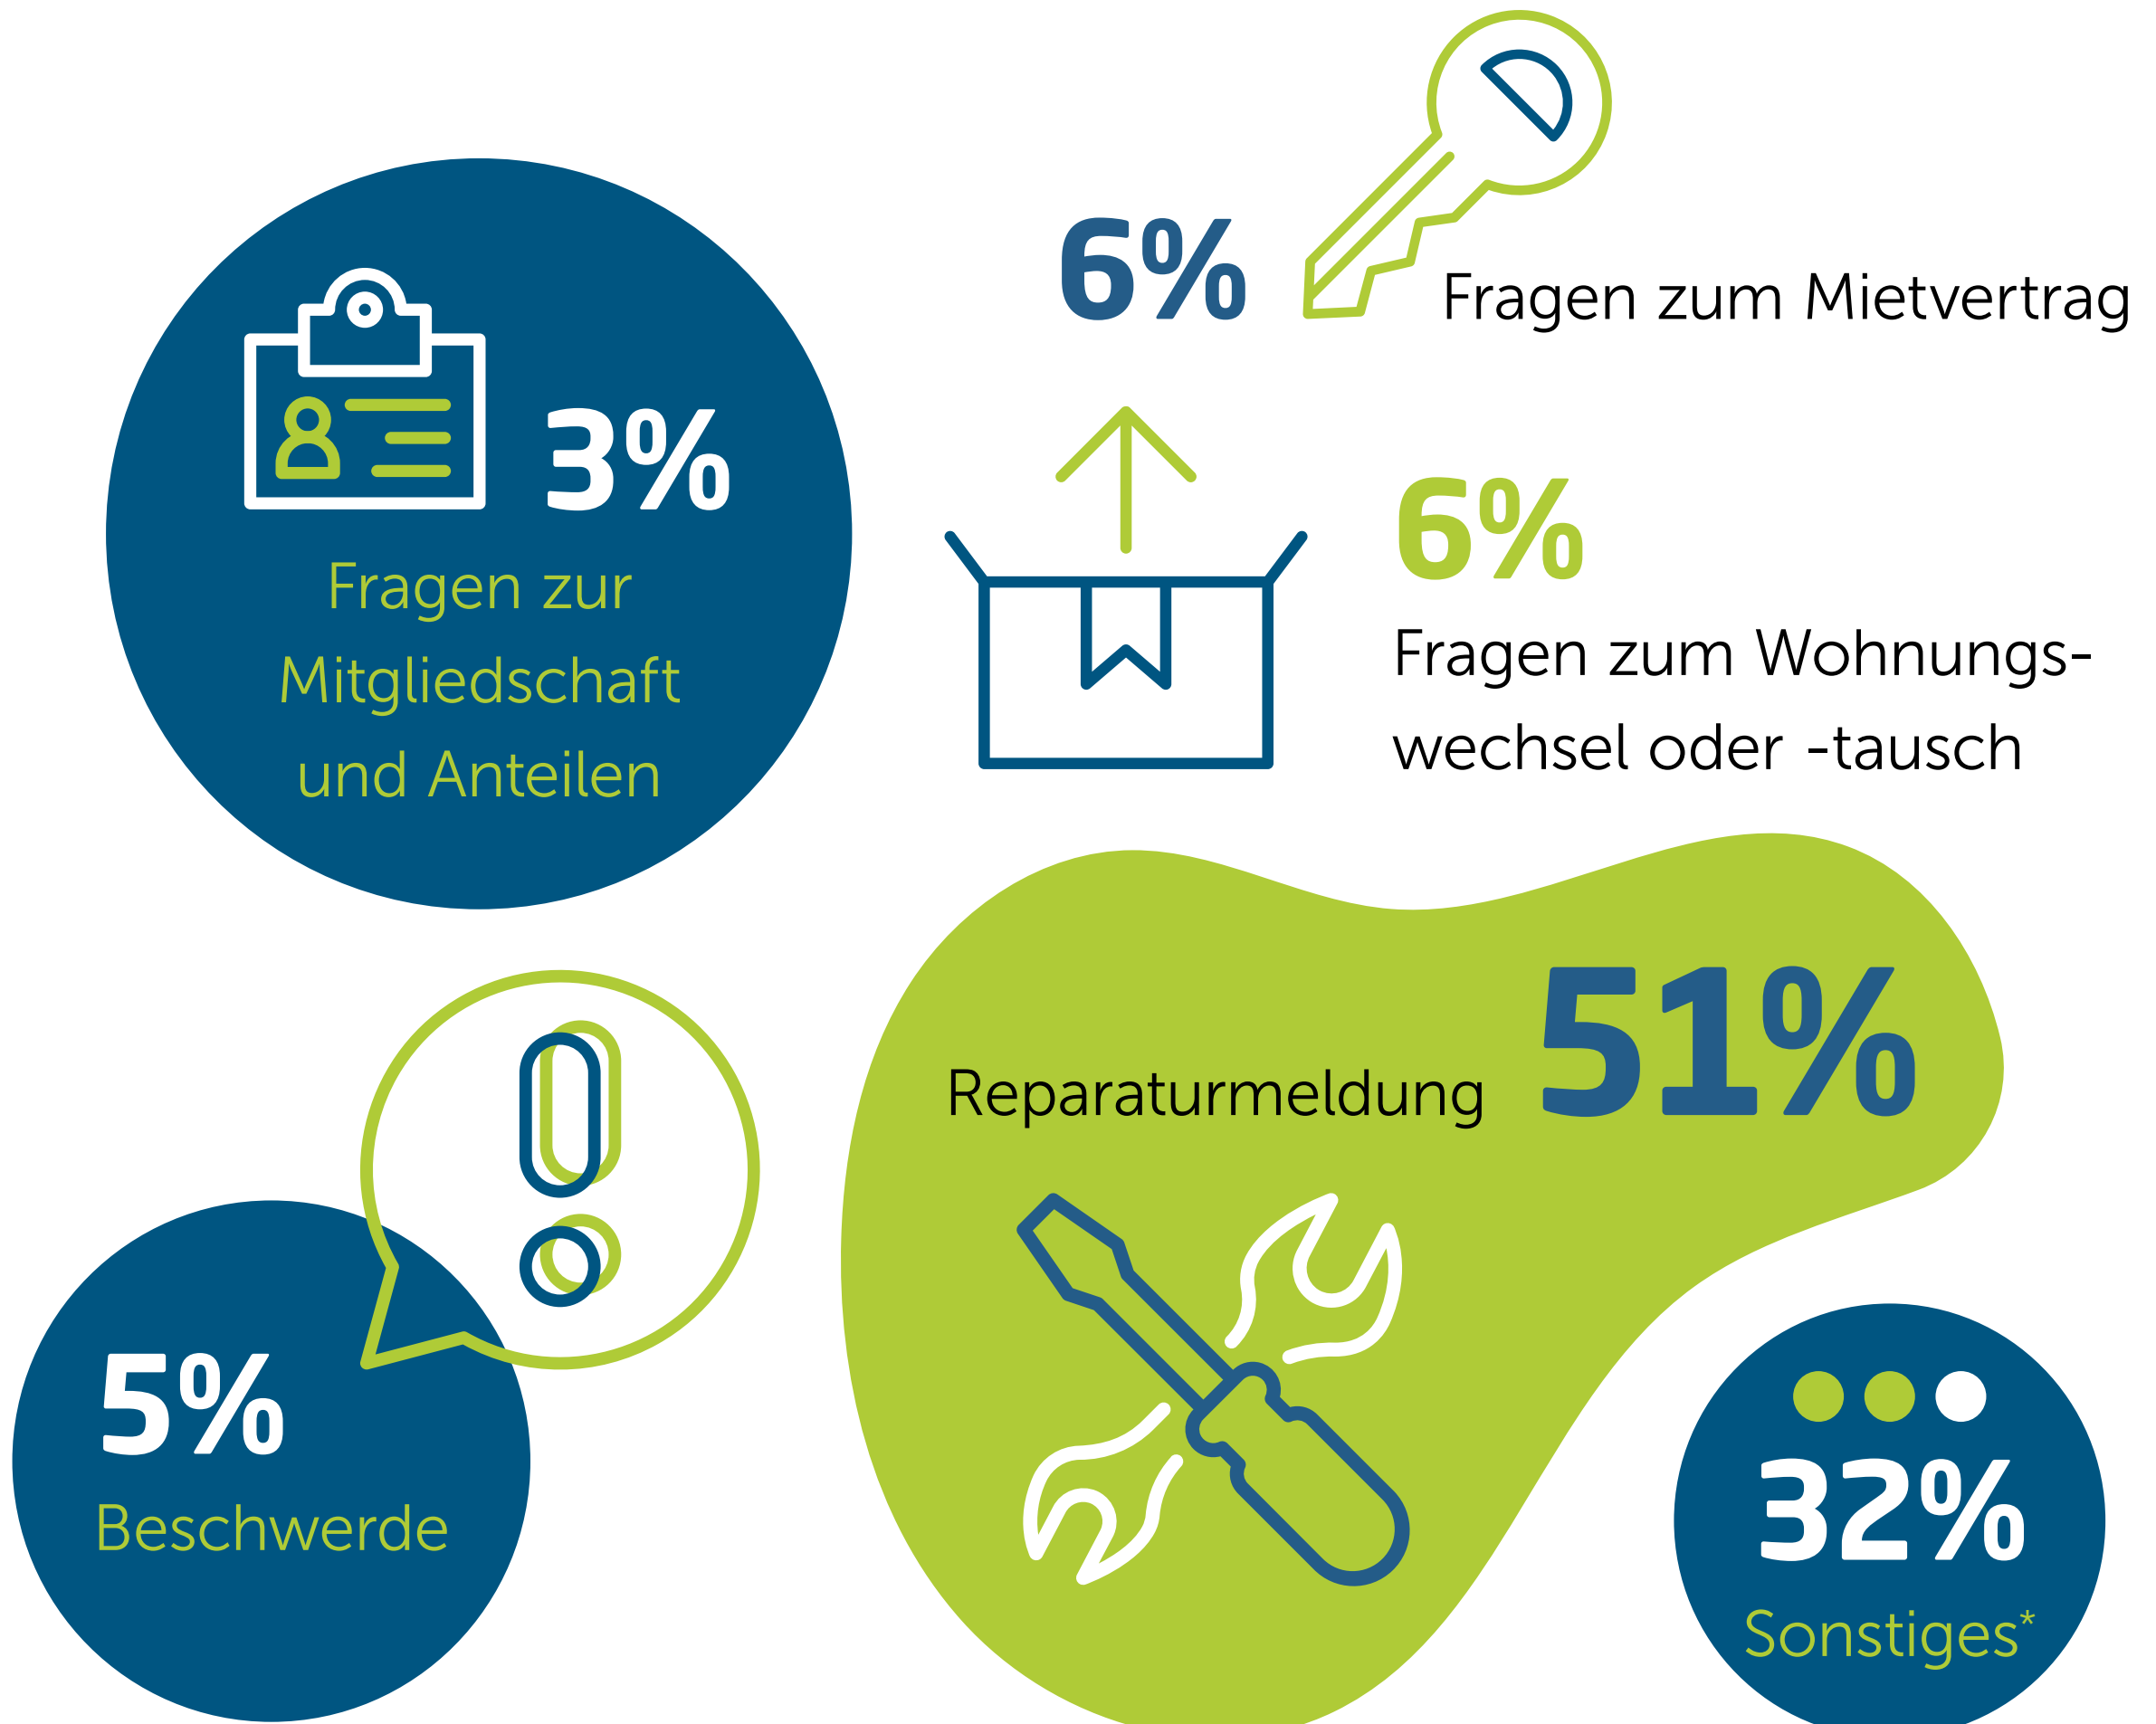 6%
Fragen zum Mietvertrag
3%
Fragen zur
Mitgliedschaft
und Anteilen
6%
Fragen zum Wohnungs-
wechsel oder -tausch
51%
Reparaturmeldung
5%
Beschwerde
32%
Sonstiges*